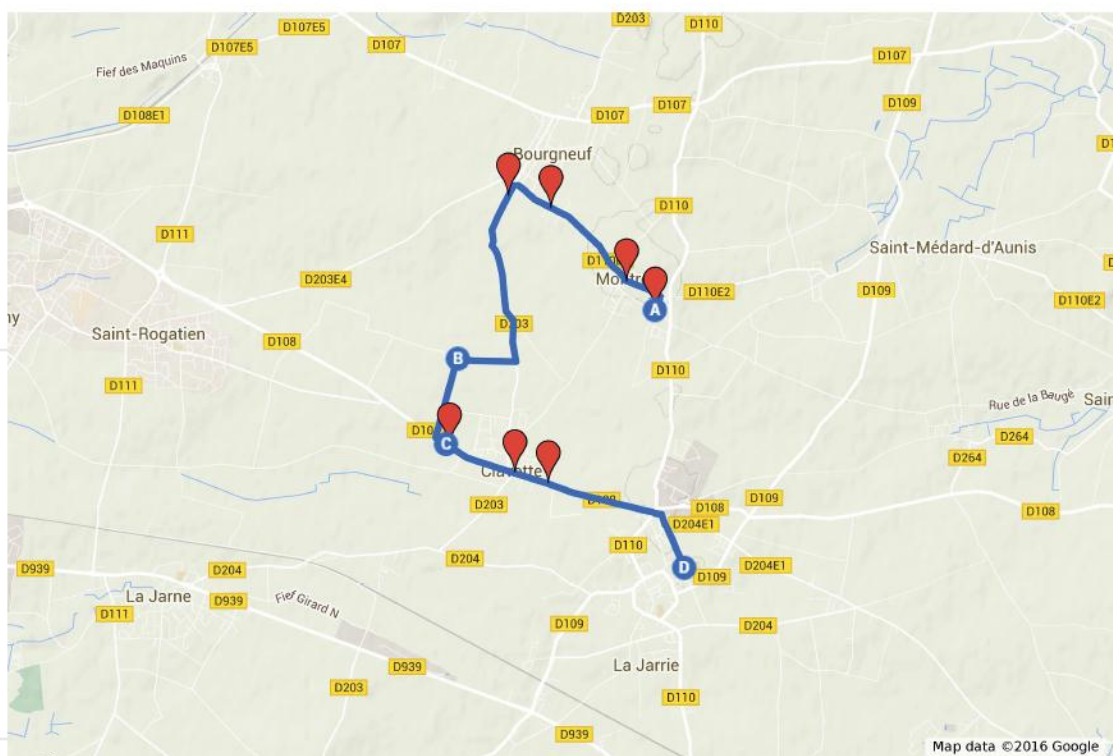 D203
D110
D107E5
D107E5
D107
D107
D109
Fief des Maquins
D108E1
D107
D107
Bourgneuf
D110
D111
Saint-Médard-d'Aunis
D203E4
D110E2
D110E2
D109
Saint-Rogatien
D108
D203
A
B
D110
D111
Rue de la Baugé
C
D264
D264
D203
D109
D108
D108
D204E1
D110
D204
D939
D204
D
D109
D204E1
La Jarne
D939
Fief Girard N
D111
D109
D204
D939
La Jarrie
D203
D110
D939
Map data ©2016 Google